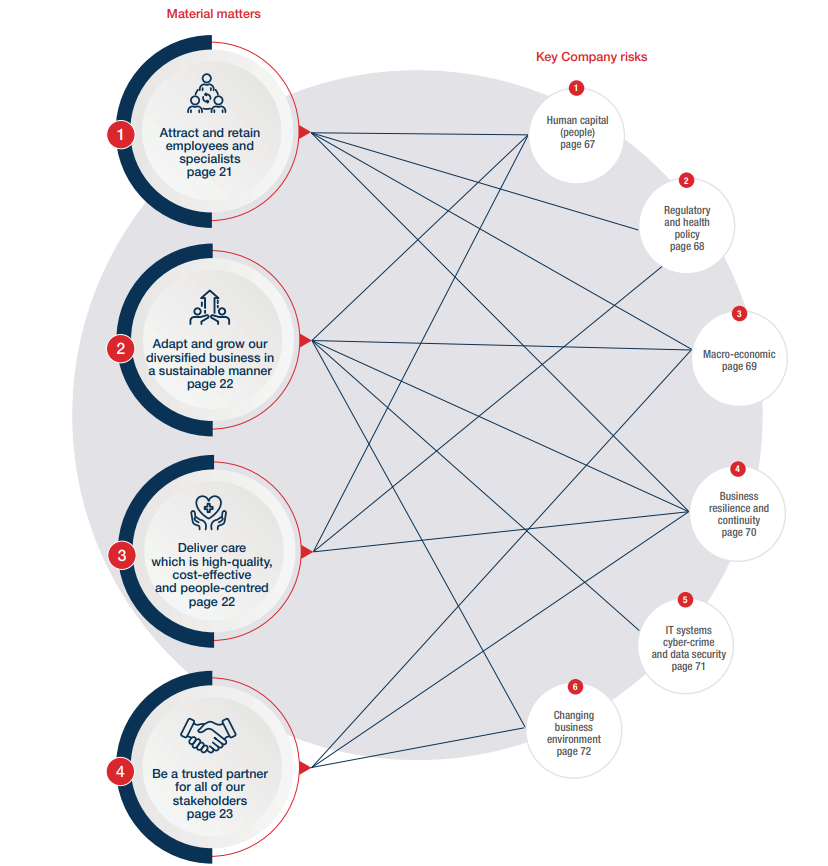 Material matters
1
Attract and retain
employees and
specialists
page 21
2
Adapt and grow our
diversified business in
a sustainable manner
page 22
3
Deliver care
which is high-quality,
cost-effective
and people-centred
page 22
4
Be a trusted partner
for all of our
stakeholders
page 23
Key Company risks
1
Human capital
(people)
page 67
2
Regulatory
and health
policy
page 68
3
Macro-economic
page 69
4
Business
resilience and
continuity
page 70
5
IT systems
cyber-crime
and data security
page 71
6
Changing
business
environment
page 72